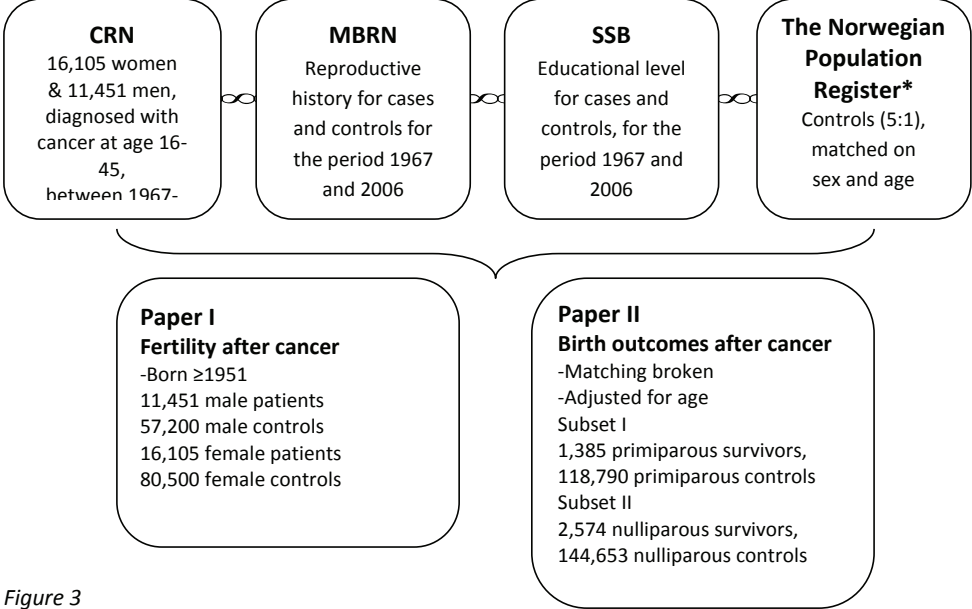 CRN
16,105 women
& 11,451 men,
diagnosed with
cancer at age 16-
45,
between 1967-
MBRN
Reproductive
history for cases
and controls for
the period 1967
and 2006
SSB
Educational level
for cases and
controls, for the
period 1967 and
2006
The Norwegian
Population
Register*
Controls (5:1),
matched on
sex and age
Paper I
Fertility after cancer
-Born ≥1951
11,451 male patients
57,200 male controls
16,105 female patients
80,500 female controls
Paper II
Birth outcomes after cancer
-Matching broken
-Adjusted for age
Subset I
1,385 primiparous survivors,
118,790 primiparous controls
Subset II
2,574 nulliparous survivors,
144,653 nulliparous controls
Figure 3